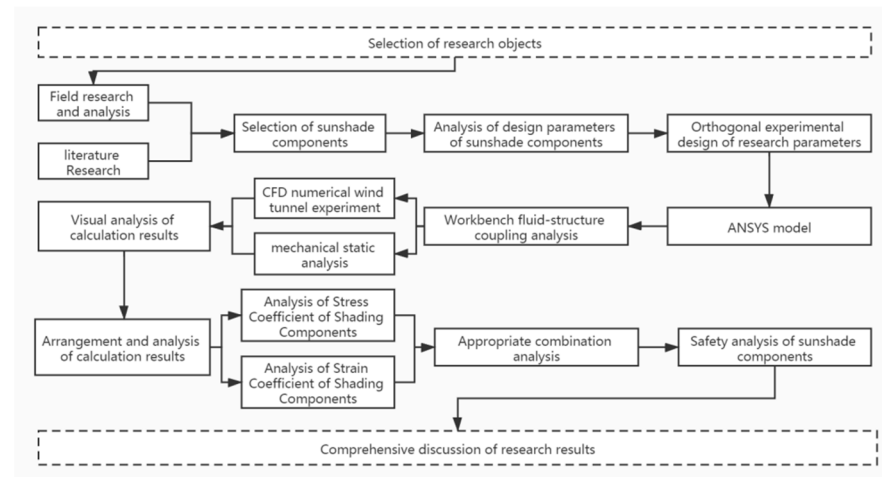 Selection of research objects
Field research
and analysis
literature
Research
Selection of sunshade
components
Analysis of design parameters
of sunshade components
Orthogonal experimental
design of research parameters
ANSYS model
Workbench fluid-structure
coupling analysis
CFD numerical wind
tunnel experiment
mechanical static
analysis
Visual analysis of
calculation results
Arrangement and analysis
of calculation results
Analysis of Stress
Coefficient of Shading
Components
Analysis of Strain
Coefficient of Shading
Components
Appropriate combination
analysis
Safety analysis of sunshade
components
Comprehensive discussion of research results